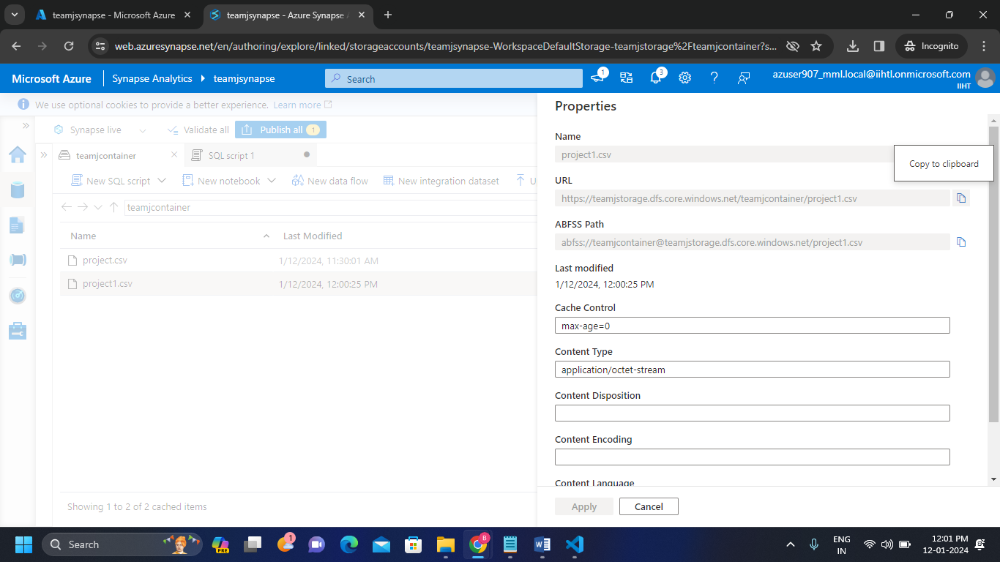 teamjsynapse - Microsoft Azure
teamjsynapse - Azure Synapse A
web.azuresynapse.net/en/authoring/explore/linked/storageaccounts/teamjsynapse-WorkspaceDefaultStorage-teamjstorage%2Fteamjcontainer?s...
Incognito
Microsoft Azure
Synapse Analytics
teamjsynapse
Search
1
3
azuser907_mml.local@iihtl.onmicrosoft.com
IIHT
We use optional cookies to provide a better experience. Learn more
Synapse live
Validate all
Publish all 1
teamjcontainer
SQL script 1
New SQL script
New notebook
New data flow
New integration dataset
U
teamjcontainer
Name
Last Modified
project.csv
1/12/2024, 11:30:01 AM
project1.csv
1/12/2024, 12:00:25 PM
Showing 1 to 2 of 2 cached items
Properties
Name
project1.csv
Copy to clipboard
URL
https://teamjstorage.dfs.core.windows.net/teamjcontainer/project1.csv
ABFSS Path
abfss://teamjcontainer@teamjstorage.dfs.core.windows.net/project1.csv
Last modified
1/12/2024, 12:00:25 PM
Cache Control
max-age=0
Content Type
application/octet-stream
Content Disposition
Content Encoding
Content Language
Apply
Cancel
Search
PRE
1
8
ENG
IN
12:01 PM
12-01-2024